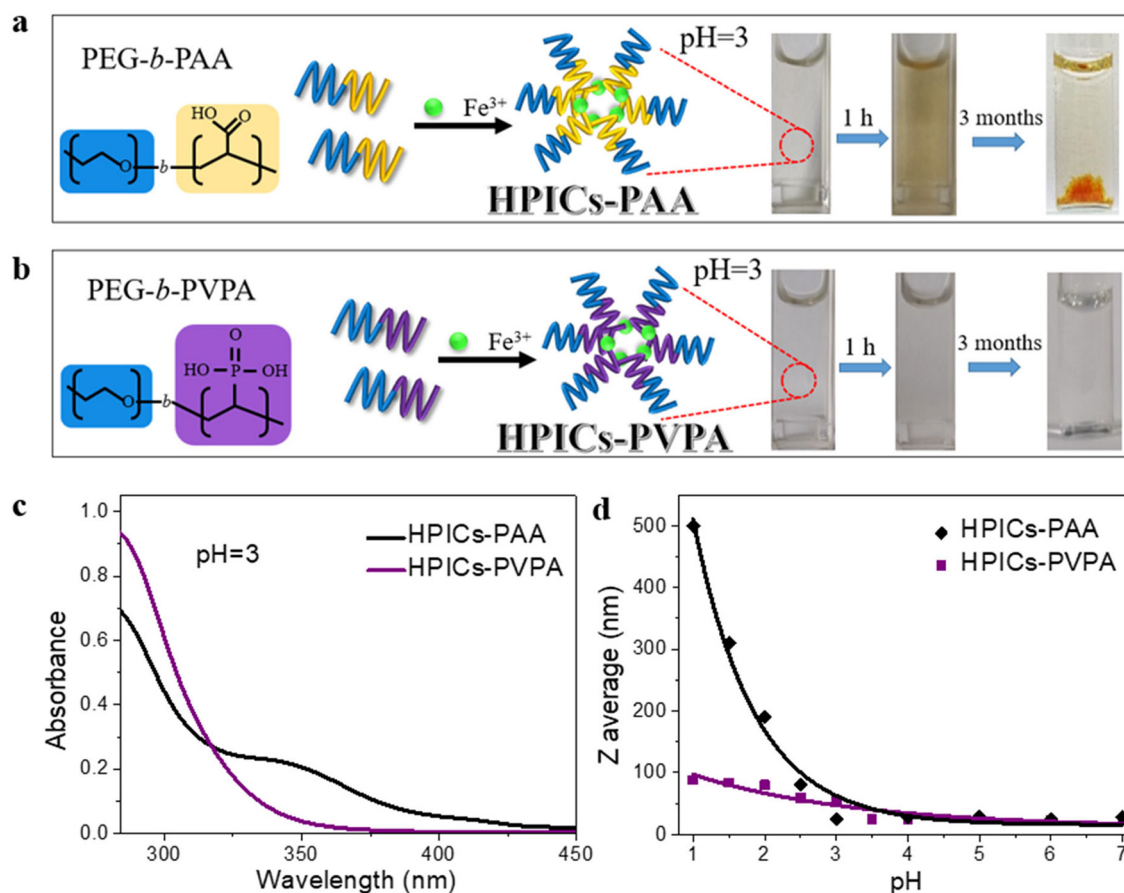 a
PEG-b-PAA
HO
O
O
b
Fe³⁺
HPICs-PAA
pH=3
1 h
3 months
b
PEG-b-PVPA
O
HO
P
OH
O
b
Fe³⁺
HPICs-PVPA
pH=3
1 h
3 months
c
1.0
0.8
0.6
0.4
0.2
0.0
Absorbance
pH=3
HPICs-PAA
HPICs-PVPA
300 350 400 450
Wavelength (nm)
d
500
400
300
200
100
0
Z average (nm)
HPICs-PAA
HPICs-PVPA
1 2 3 4 5 6 7
pH